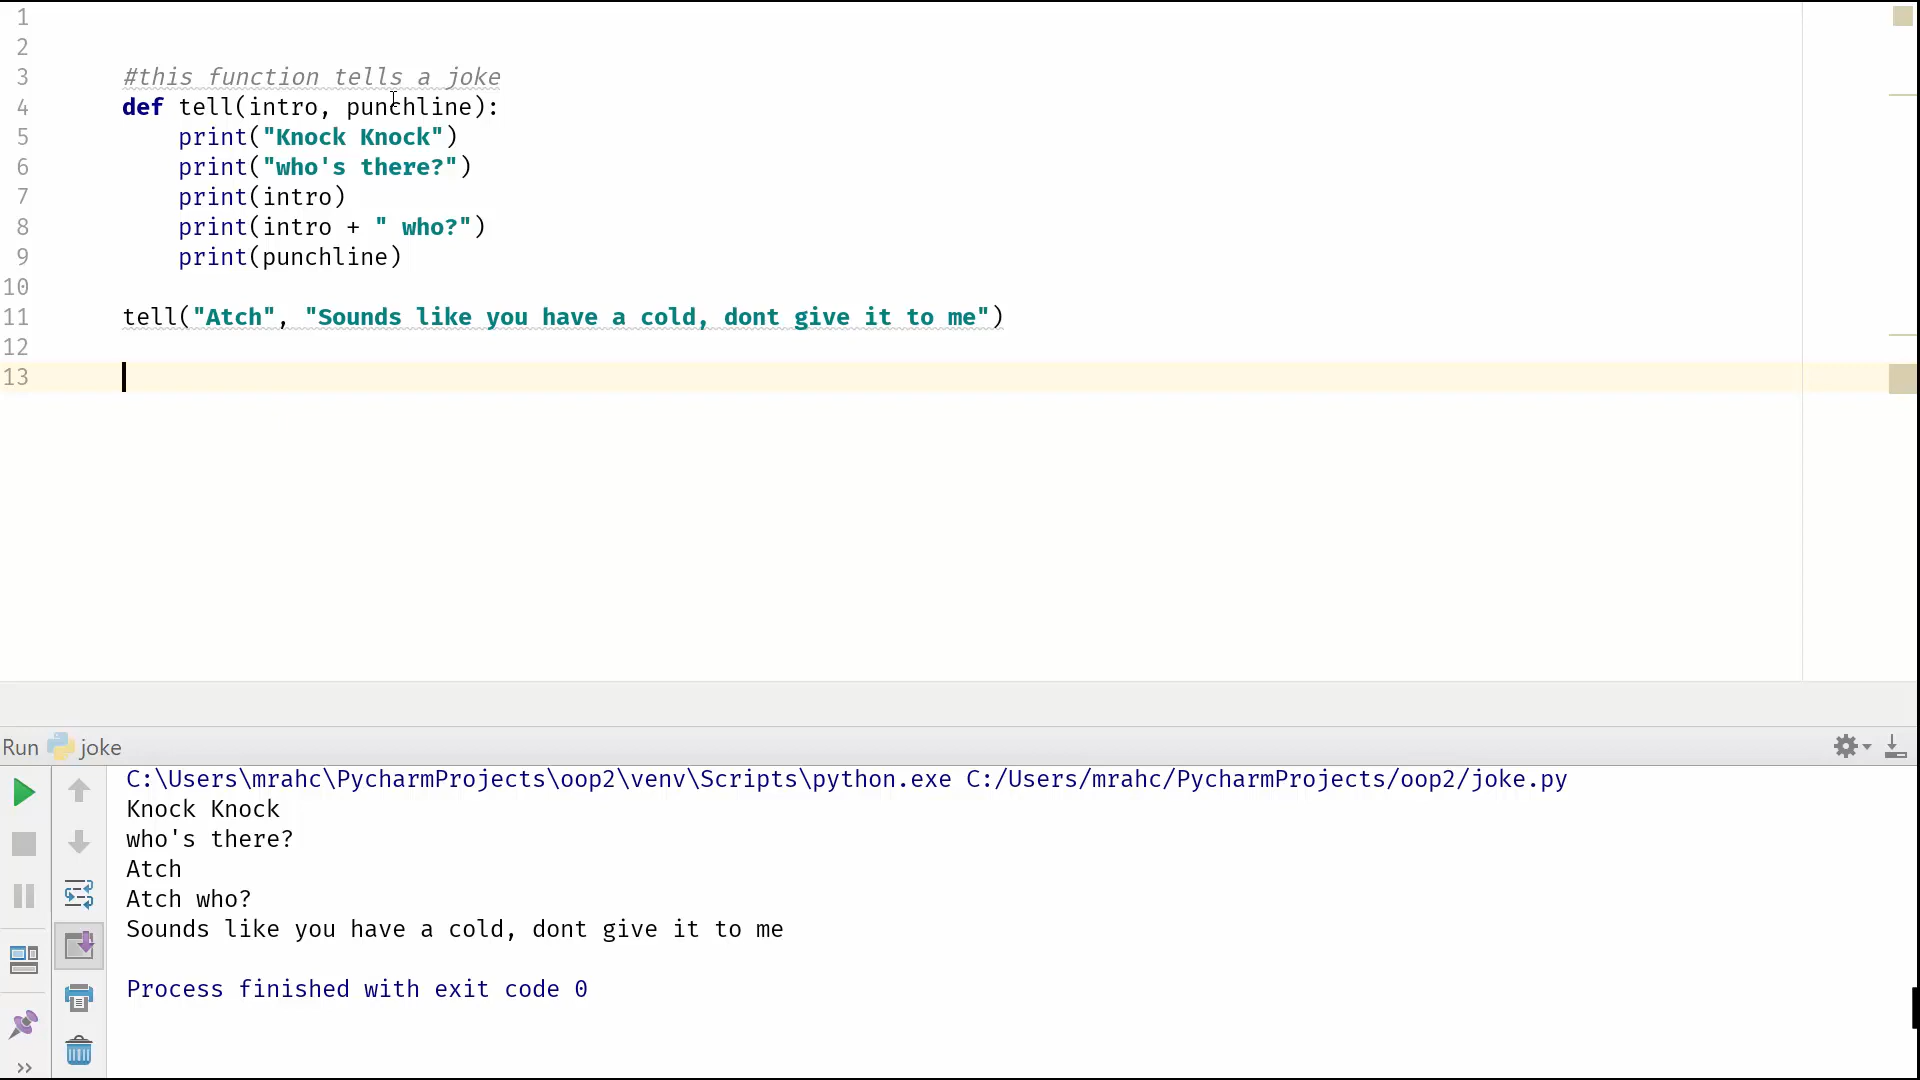 1
2
3 #this function tells a joke
4 def tell(intro, punchline):
5 print("Knock Knock")
6 print("who's there?")
7 print(intro)
8 print(intro + " who?")
9 print(punchline)
10
11 tell("Atch", "Sounds like you have a cold, dont give it to me")
12
13
Run joke
C:\Users\mrahc\PycharmProjects\oop2\venv\Scripts\python.exe C:/Users/mrahc/PycharmProjects/oop2/joke.py
Knock Knock
who's there?
Atch
Atch who?
Sounds like you have a cold, dont give it to me
Process finished with exit code 0